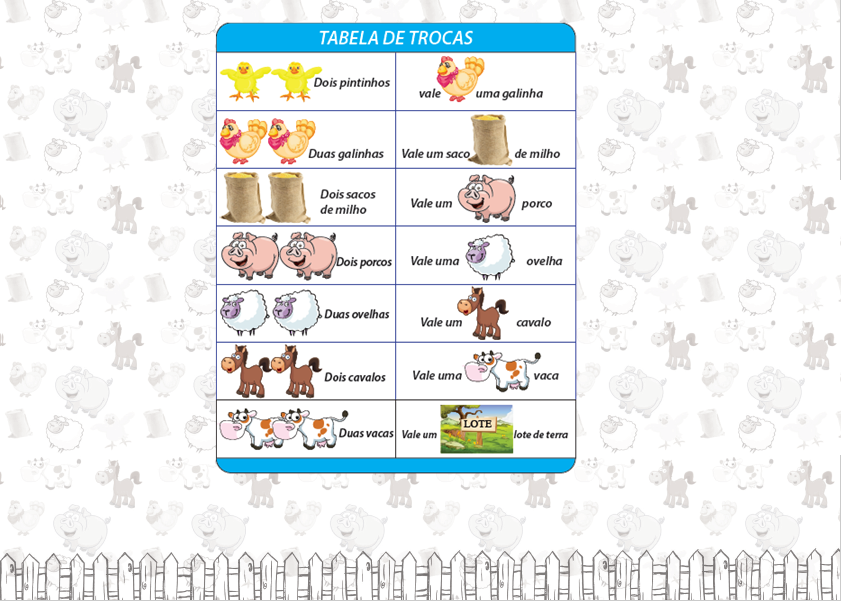 TABELA DE TROCAS
Dois pintinhos
vale uma galinha
Duas galinhas
Vale um saco de milho
Dois sacos
de milho
Vale um porco
Dois porcos
Vale uma ovelha
Duas ovelhas
Vale um cavalo
Dois cavalos
Vale uma vaca
Duas vacas
Vale um LOTE lote de terra